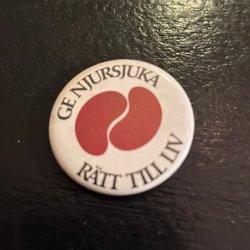 GE NJURSJUKA
RÄTT TILL LIV